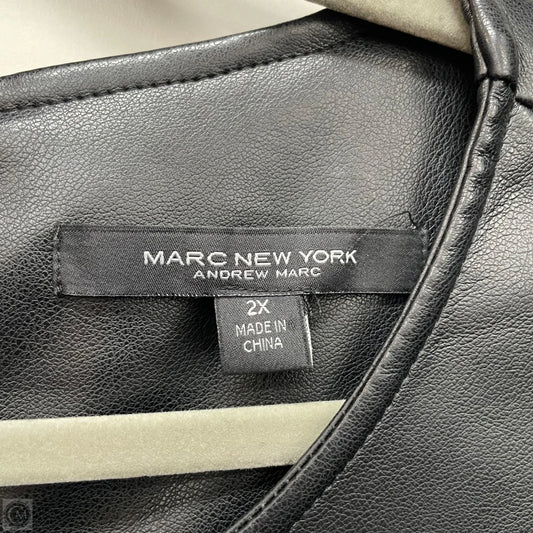 MARC NEW YORK
ANDREW MARC
2X
MADE IN
CHINA